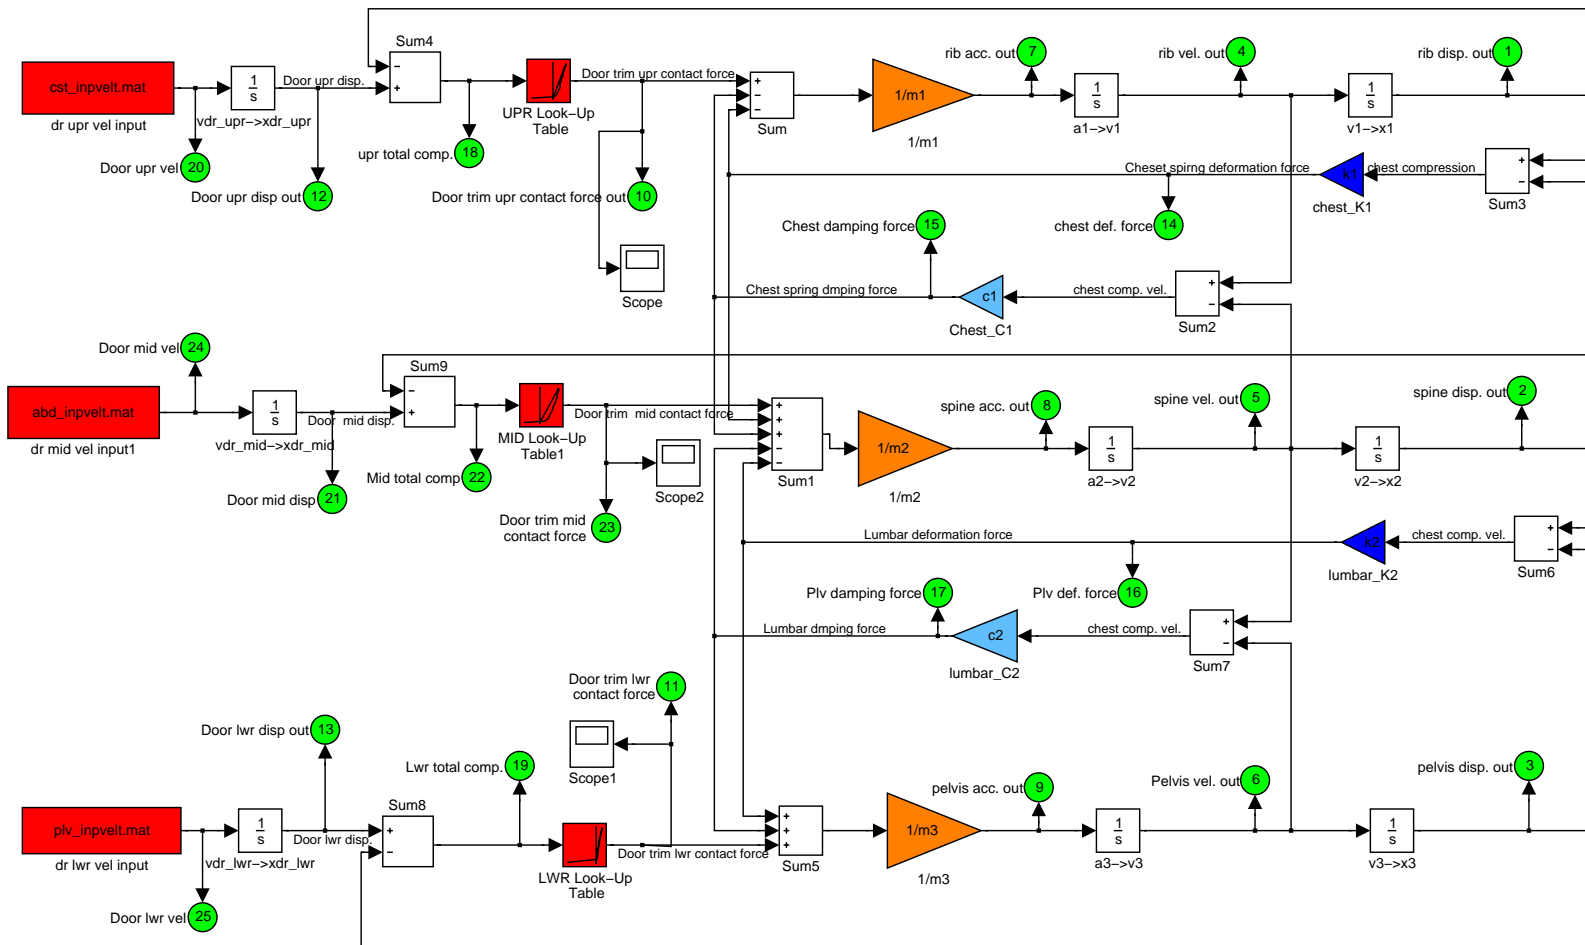 Sum4
−
+
cst_inpvelt.mat
dr upr vel input
1
s
vdr_upr−>xdr_upr
Door upr disp.
20
Door upr vel
12
Door upr disp out
18
upr total comp.
UPR Look−Up
Table
Door trim upr contact force
10
Door trim upr contact force out
Scope
+
−
−
Sum
1/m1
1/m1
rib acc. out
7
1
s
a1−>v1
rib vel. out
4
1
s
v1−>x1
rib disp. out
1
+
−
Sum3
chest compression
k1
chest_K1
Cheset spirng deformation force
14
chest def. force
Chest damping force
15
Chest spring dmping force
c1
Chest_C1
chest comp. vel.
+
−
Sum2
Door mid vel
24
abd_inpvelt.mat
dr mid vel input1
1
s
vdr_mid−>xdr_mid
Door  mid disp.
21
Door mid disp
Sum9
−
+
22
Mid total comp
MID Look−Up
Table1
Door trim  mid contact force
Scope2
23
Door trim mid
contact force
+
+
+
−
−
Sum1
1/m2
1/m2
spine acc. out
8
1
s
a2−>v2
spine vel. out
5
1
s
v2−>x2
spine disp. out
2
+
−
Sum6
chest comp. vel.
k2
lumbar_K2
Lumbar deformation force
16
Plv def. force
Plv damping force
17
Lumbar dmping force
c2
lumbar_C2
chest comp. vel.
+
−
Sum7
Door trim lwr
contact force
11
Scope1
Door lwr disp out
13
Lwr total comp.
19
plv_inpvelt.mat
dr lwr vel input
1
s
vdr_lwr−>xdr_lwr
Door lwr disp.
25
Door lwr vel
Sum8
+
−
LWR Look−Up
Table
Door trim lwr contact force
+
+
+
Sum5
1/m3
1/m3
pelvis acc. out
9
1
s
a3−>v3
Pelvis vel. out
6
1
s
v3−>x3
pelvis disp. out
3